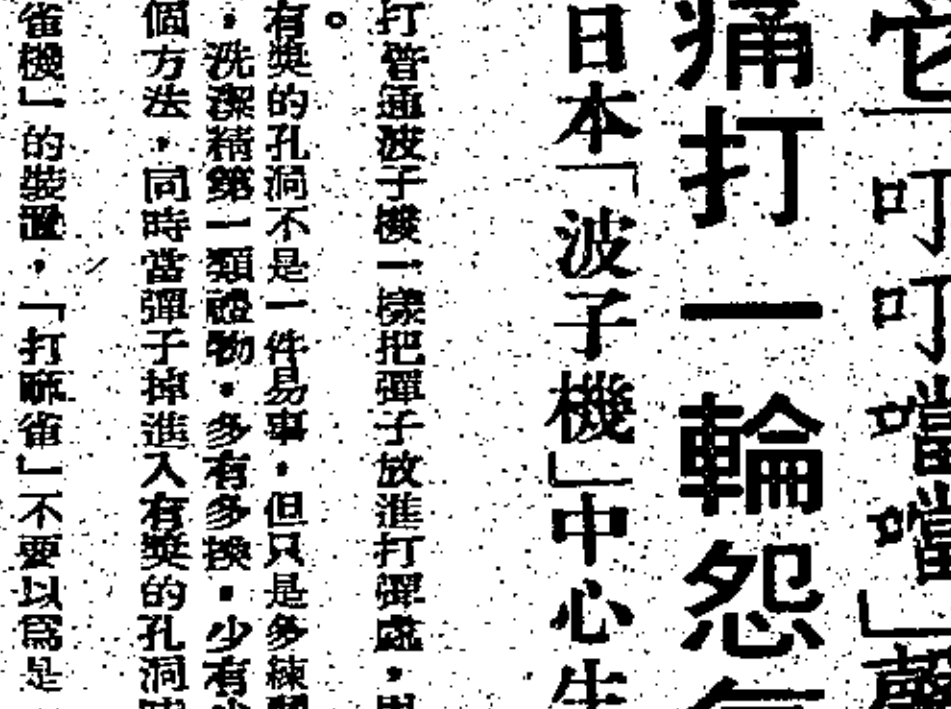 它「叮叮噹噹」
痛打一輪怨
日本「波子機」中心生
打普通波子機一樣把彈子放進打彈處，
。
有獎的孔洞不是一件易事，但只是多練
，洗潔精第一類禮物。多有多換，少有少
個方法，同時當彈子掉進入有獎的孔洞
雀機」的裝置，「打麻雀」不要以為是